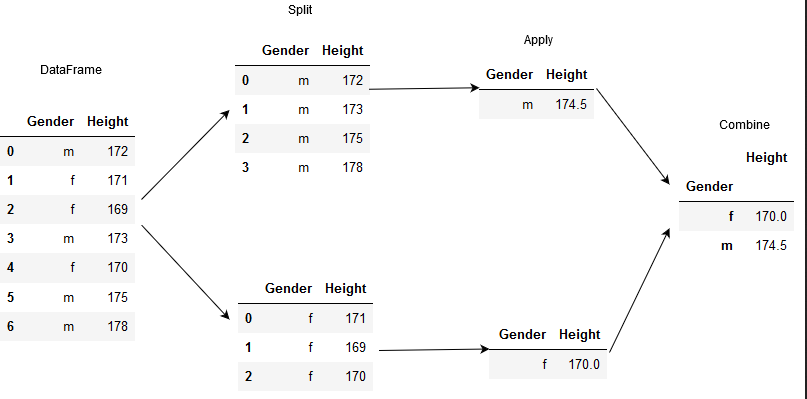 DataFrame
Gender Height
0 m 172
1 f 171
2 f 169
3 m 173
4 f 170
5 m 175
6 m 178
Split
Gender Height
0 m 172
1 m 173
2 m 175
3 m 178
Gender Height
0 f 171
1 f 169
2 f 170
Apply
Gender Height
m 174.5
Gender Height
f 170.0
Combine
Height
Gender
f 170.0
m 174.5